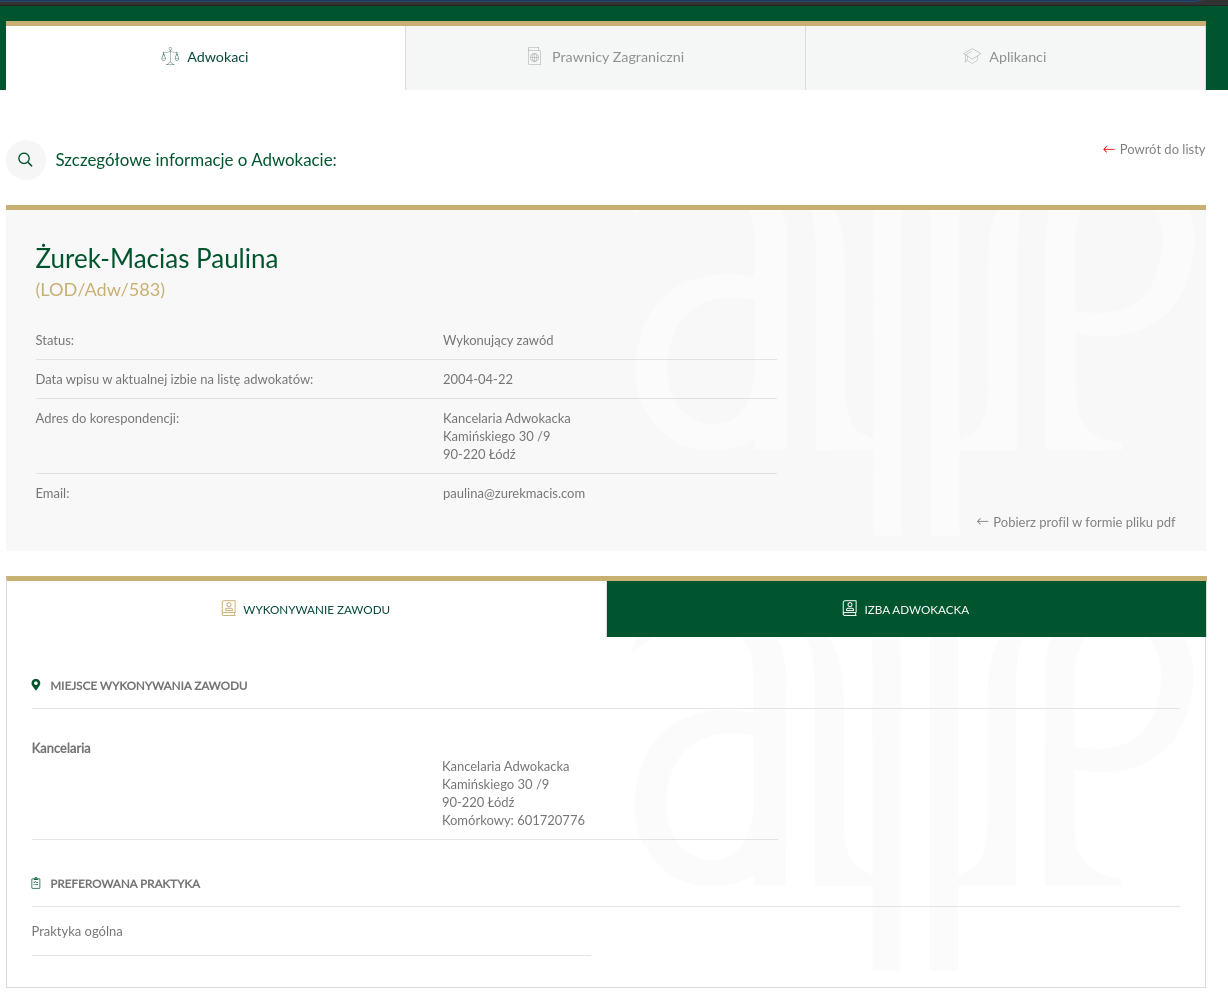 Adwokaci
Prawnicy Zagraniczni
Aplikanci
Szczegółowe informacje o Adwokacie:
Powrót do listy
Żurek-Macias Paulina
(LOD/Adw/583)
Status: Wykonujący zawód
Data wpisu w aktualnej izbie na listę adwokatów: 2004-04-22
Adres do korespondencji: Kancelaria Adwokacka
Kamińskiego 30 /9
90-220 Łódź
Email: paulina@zurekmacis.com
Pobierz profil w formie pliku pdf
WYKONYWANIE ZAWODU
IZBA ADWOKACKA
MIEJSCE WYKONYWANIA ZAWODU
Kancelaria
Kancelaria Adwokacka
Kamińskiego 30 /9
90-220 Łódź
Komórkowy: 601720776
PREFEROWANA PRAKTYKA
Praktyka ogólna